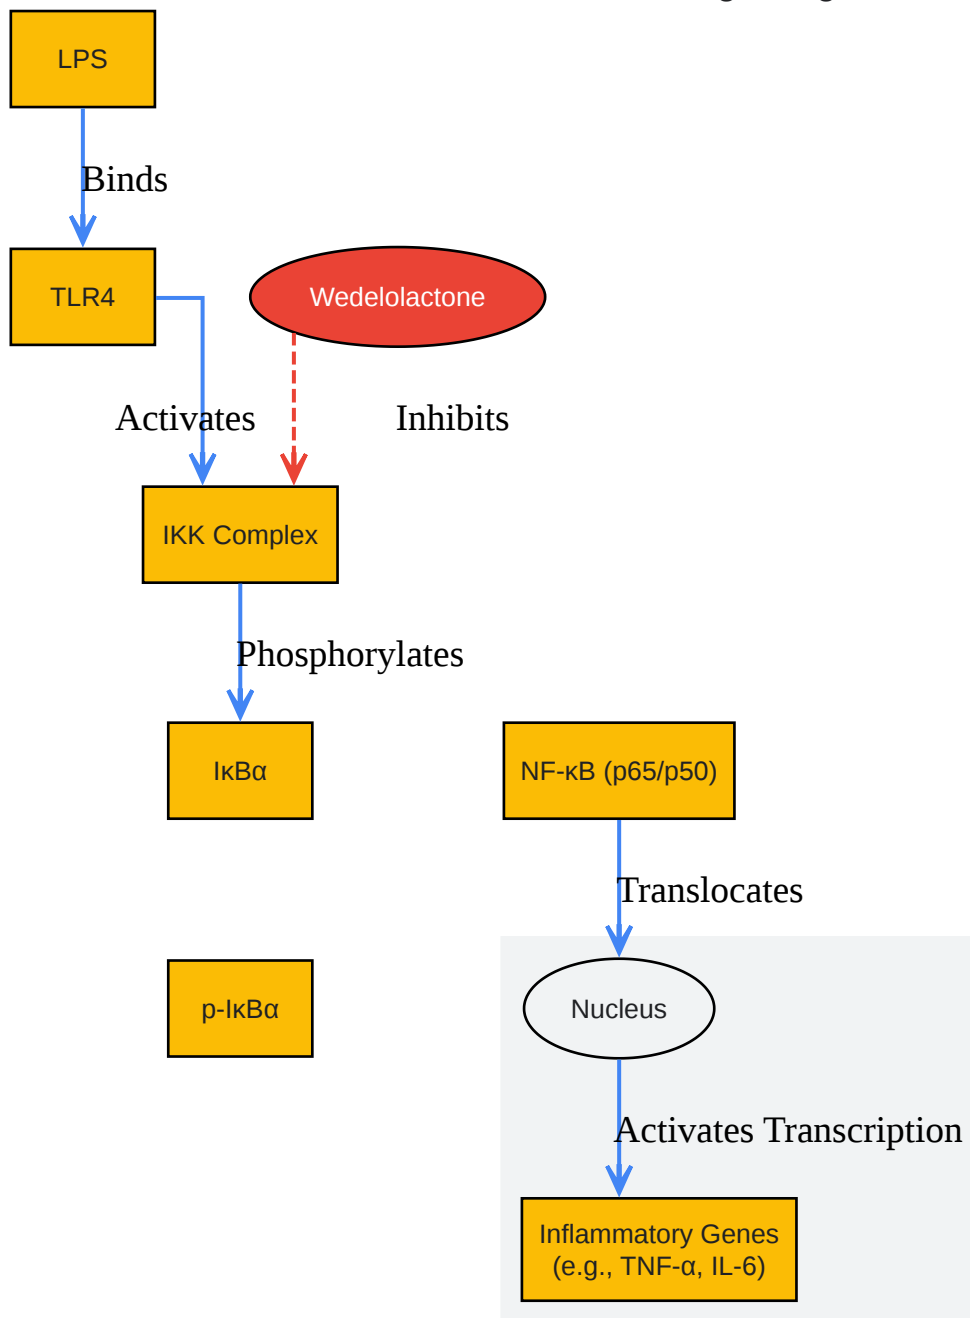 LPS
Binds
TLR4
Wedelolactone
Activates
Inhibits
IKK Complex
Phosphorylates
IκBα
NF-κB (p65/p50)
Translocates
p-IκBα
Nucleus
Activates Transcription
Inflammatory Genes
(e.g., TNF-α, IL-6)